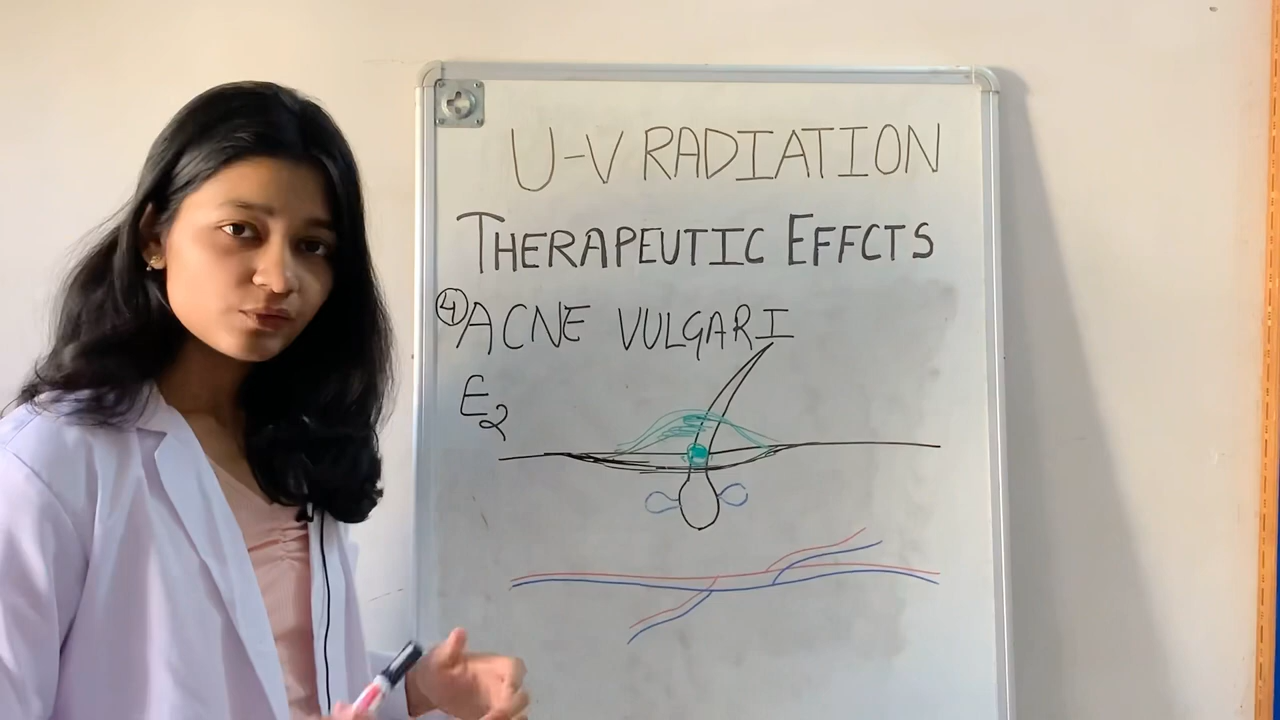 U-V RADIATION
THERAPEUTIC EFFCTS
④ ACNE VULGARI
E2